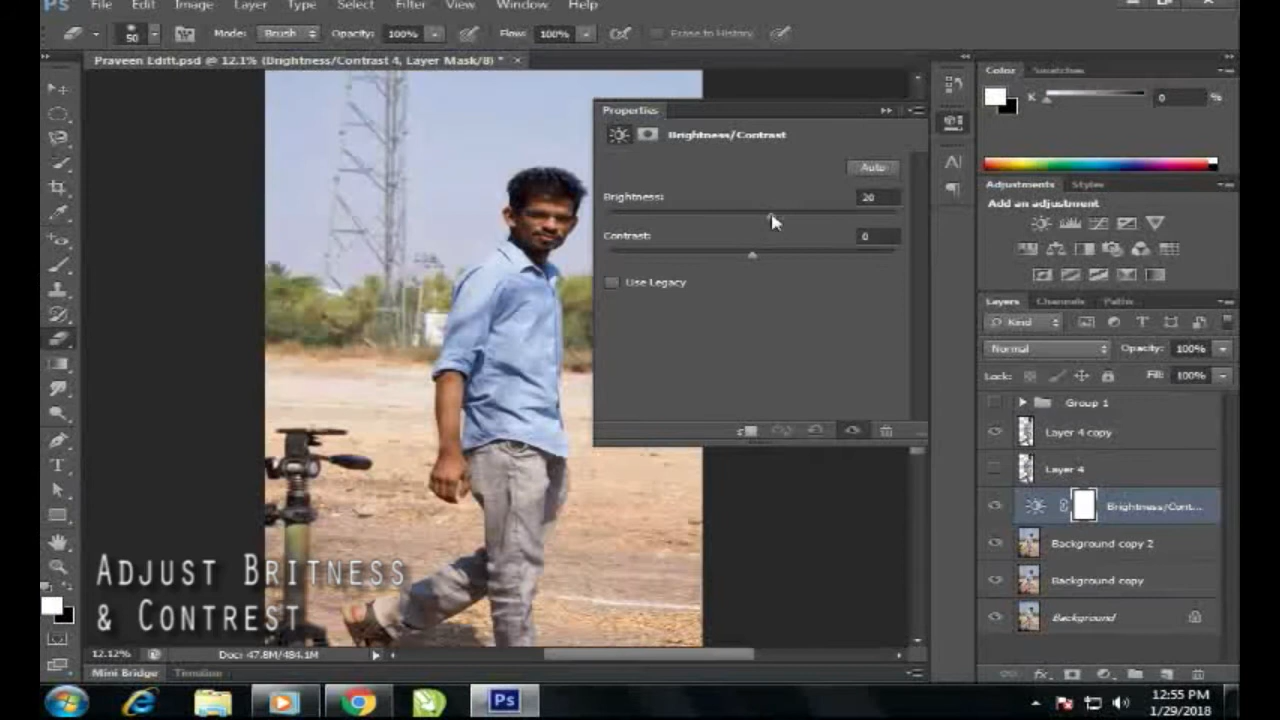 Ps File Edit Image Layer Type Select Filter View Window Help
50 Mode: Brush Opacity: 100% Flow: 100% Erase to History
Praveen Editt.psd @ 12.1% (Brightness/Contrast 4, Layer Mask/8) * ×
Properties
Brightness/Contrast
Auto
Brightness: 20
Contrast: 0
Use Legacy
Color Swatches
K 0 %
Adjustments Styles
Add an adjustment
Layers Channels Paths
Kind
Normal Opacity: 100%
Lock: Fill: 100%
Group 1
Layer 4 copy
Layer 4
Brightness/Cont...
Background copy 2
Background copy
Background
ADJUST BRITNESS
& CONTREST
12.12% Doc: 47.8M/484.1M
Mini Bridge Timeline
Ps
12:55 PM
1/29/2018